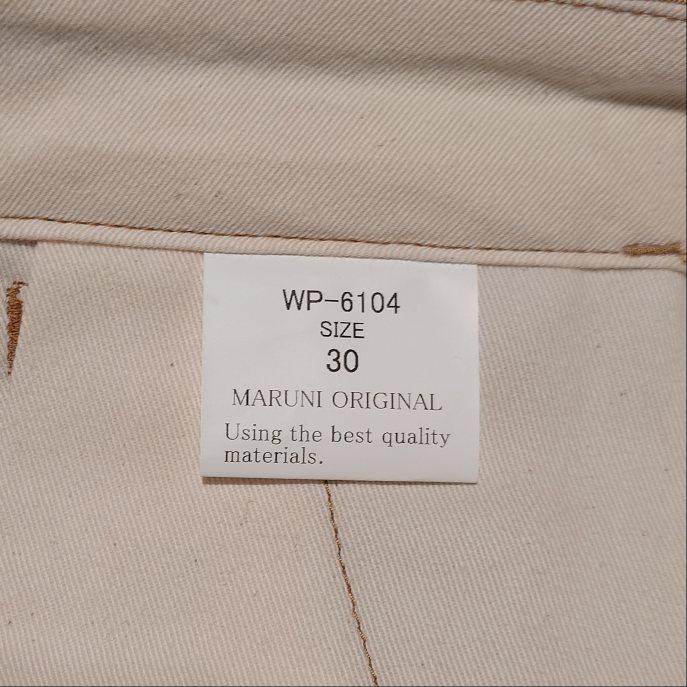 WP-6104
SIZE
30
MARUNI ORIGINAL
Using the best quality
materials.